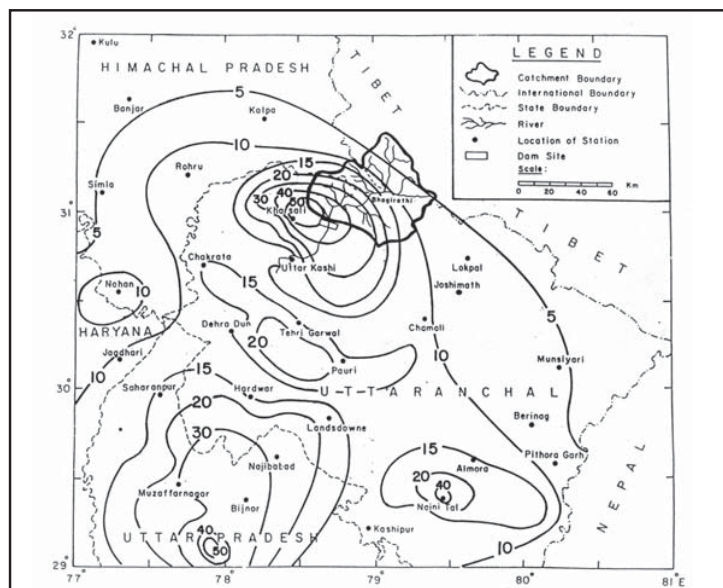 32°
Kulu
HIMACHAL PRADESH
TIBET
LEGEND
Catchment Boundary
International Boundary
State Boundary
River
Location of Station
Dam Site
Scale:
20 0 20 40 60 Km
Banjar
5
Kalpa
10
Rohru
15
20
Simla
30 40 50
Kharsali
Bhagirathi
31
5
TIBET
Uttar Kashi
Lokpal
Chakrata
Joshimath
Nahan
10
15
5
HARYANA
Dehra Dun
Tehri Garwal
Chamoli
20
10
Jagdhari
Pauri
Munsiyari
30
10
15
UTTARANCHAL
Saharanpur
Hardwar
20
Landsdowne
Berinag
30
15
Almora
Pithora Garh
Najibabad
20
40
Muzaffarnagar
Naini Tal
NEPAL
Bijnor
40
Kashipur
UTTAR PRADESH
50
10
29
77 78 79 80 81 E